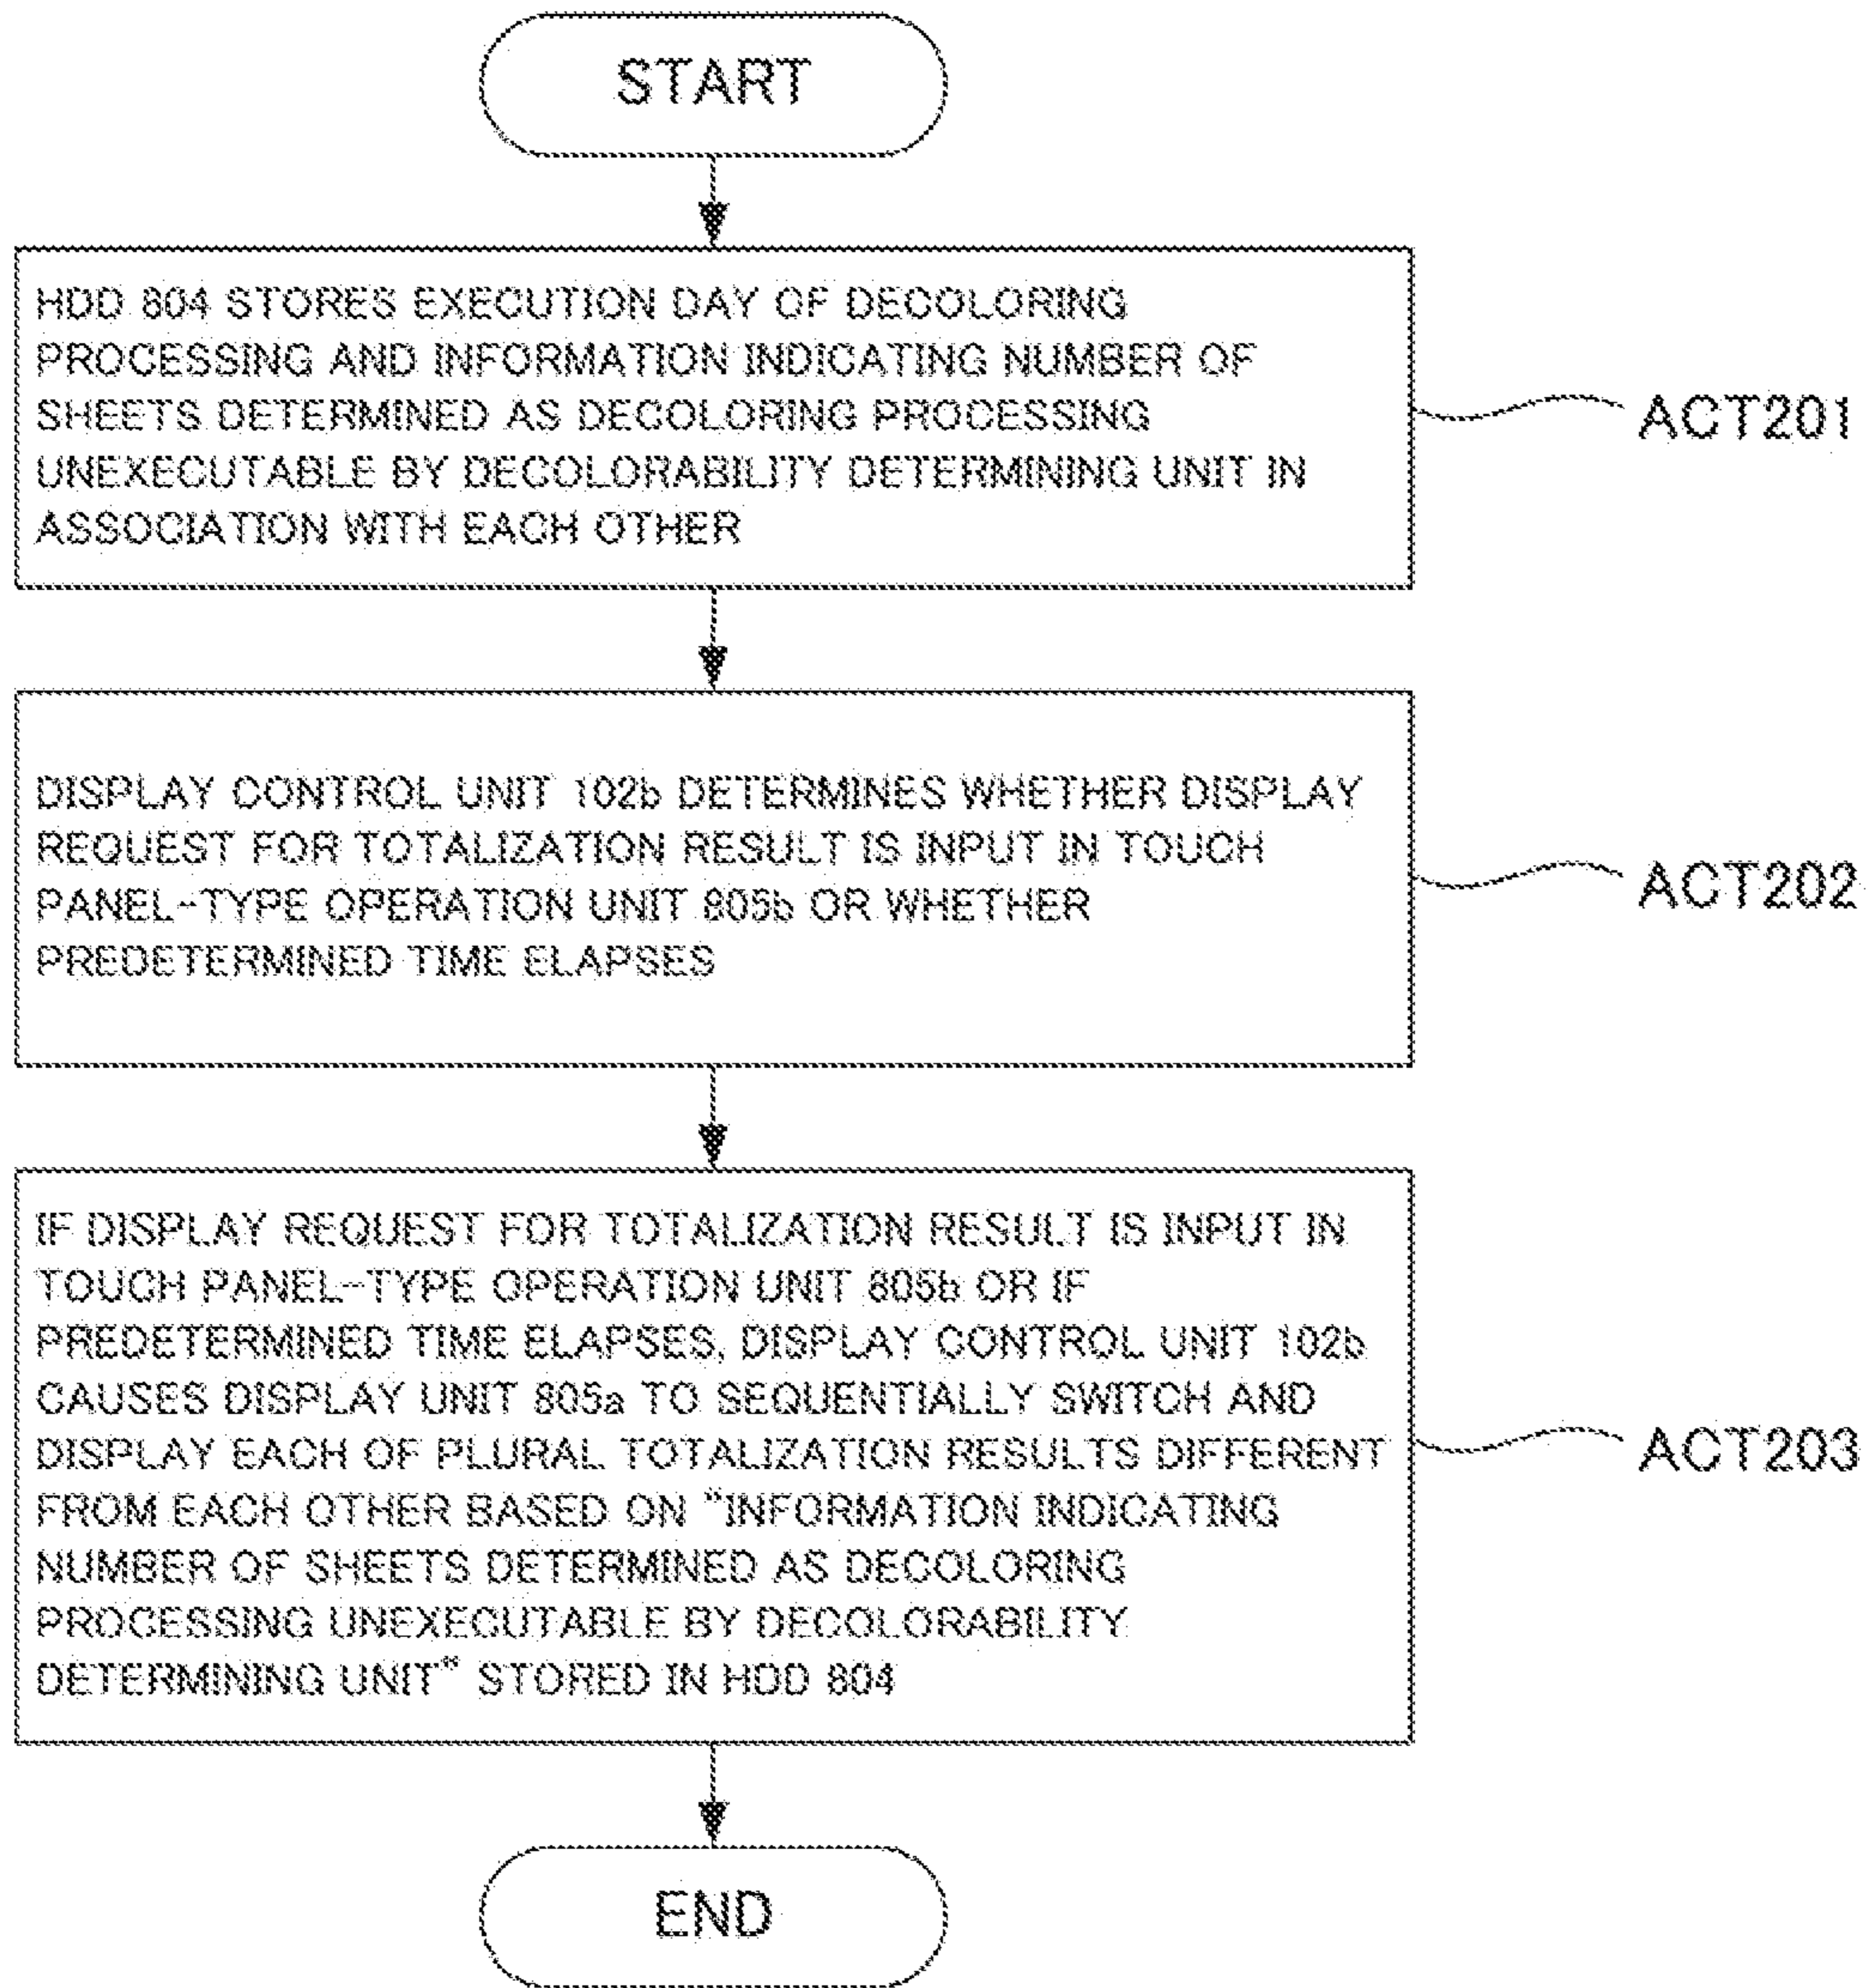 START
HDD 804 STORES EXECUTION DAY OF DECOLORING
PROCESSING AND INFORMATION INDICATING NUMBER OF
SHEETS DETERMINED AS DECOLORING PROCESSING
UNEXECUTABLE BY DECOLORABILITY DETERMINING UNIT IN
ASSOCIATION WITH EACH OTHER
ACT201
DISPLAY CONTROL UNIT 102b DETERMINES WHETHER DISPLAY
REQUEST FOR TOTALIZATION RESULT IS INPUT IN TOUCH
PANEL-TYPE OPERATION UNIT 805b OR WHETHER
PREDETERMINED TIME ELAPSES
ACT202
IF DISPLAY REQUEST FOR TOTALIZATION RESULT IS INPUT IN
TOUCH PANEL-TYPE OPERATION UNIT 805b OR IF
PREDETERMINED TIME ELAPSES, DISPLAY CONTROL UNIT 102b
CAUSES DISPLAY UNIT 805a TO SEQUENTIALLY SWITCH AND
DISPLAY EACH OF PLURAL TOTALIZATION RESULTS DIFFERENT
FROM EACH OTHER BASED ON "INFORMATION INDICATING
NUMBER OF SHEETS DETERMINED AS DECOLORING
PROCESSING UNEXECUTABLE BY DECOLORABILITY
DETERMINING UNIT" STORED IN HDD 804
ACT203
END